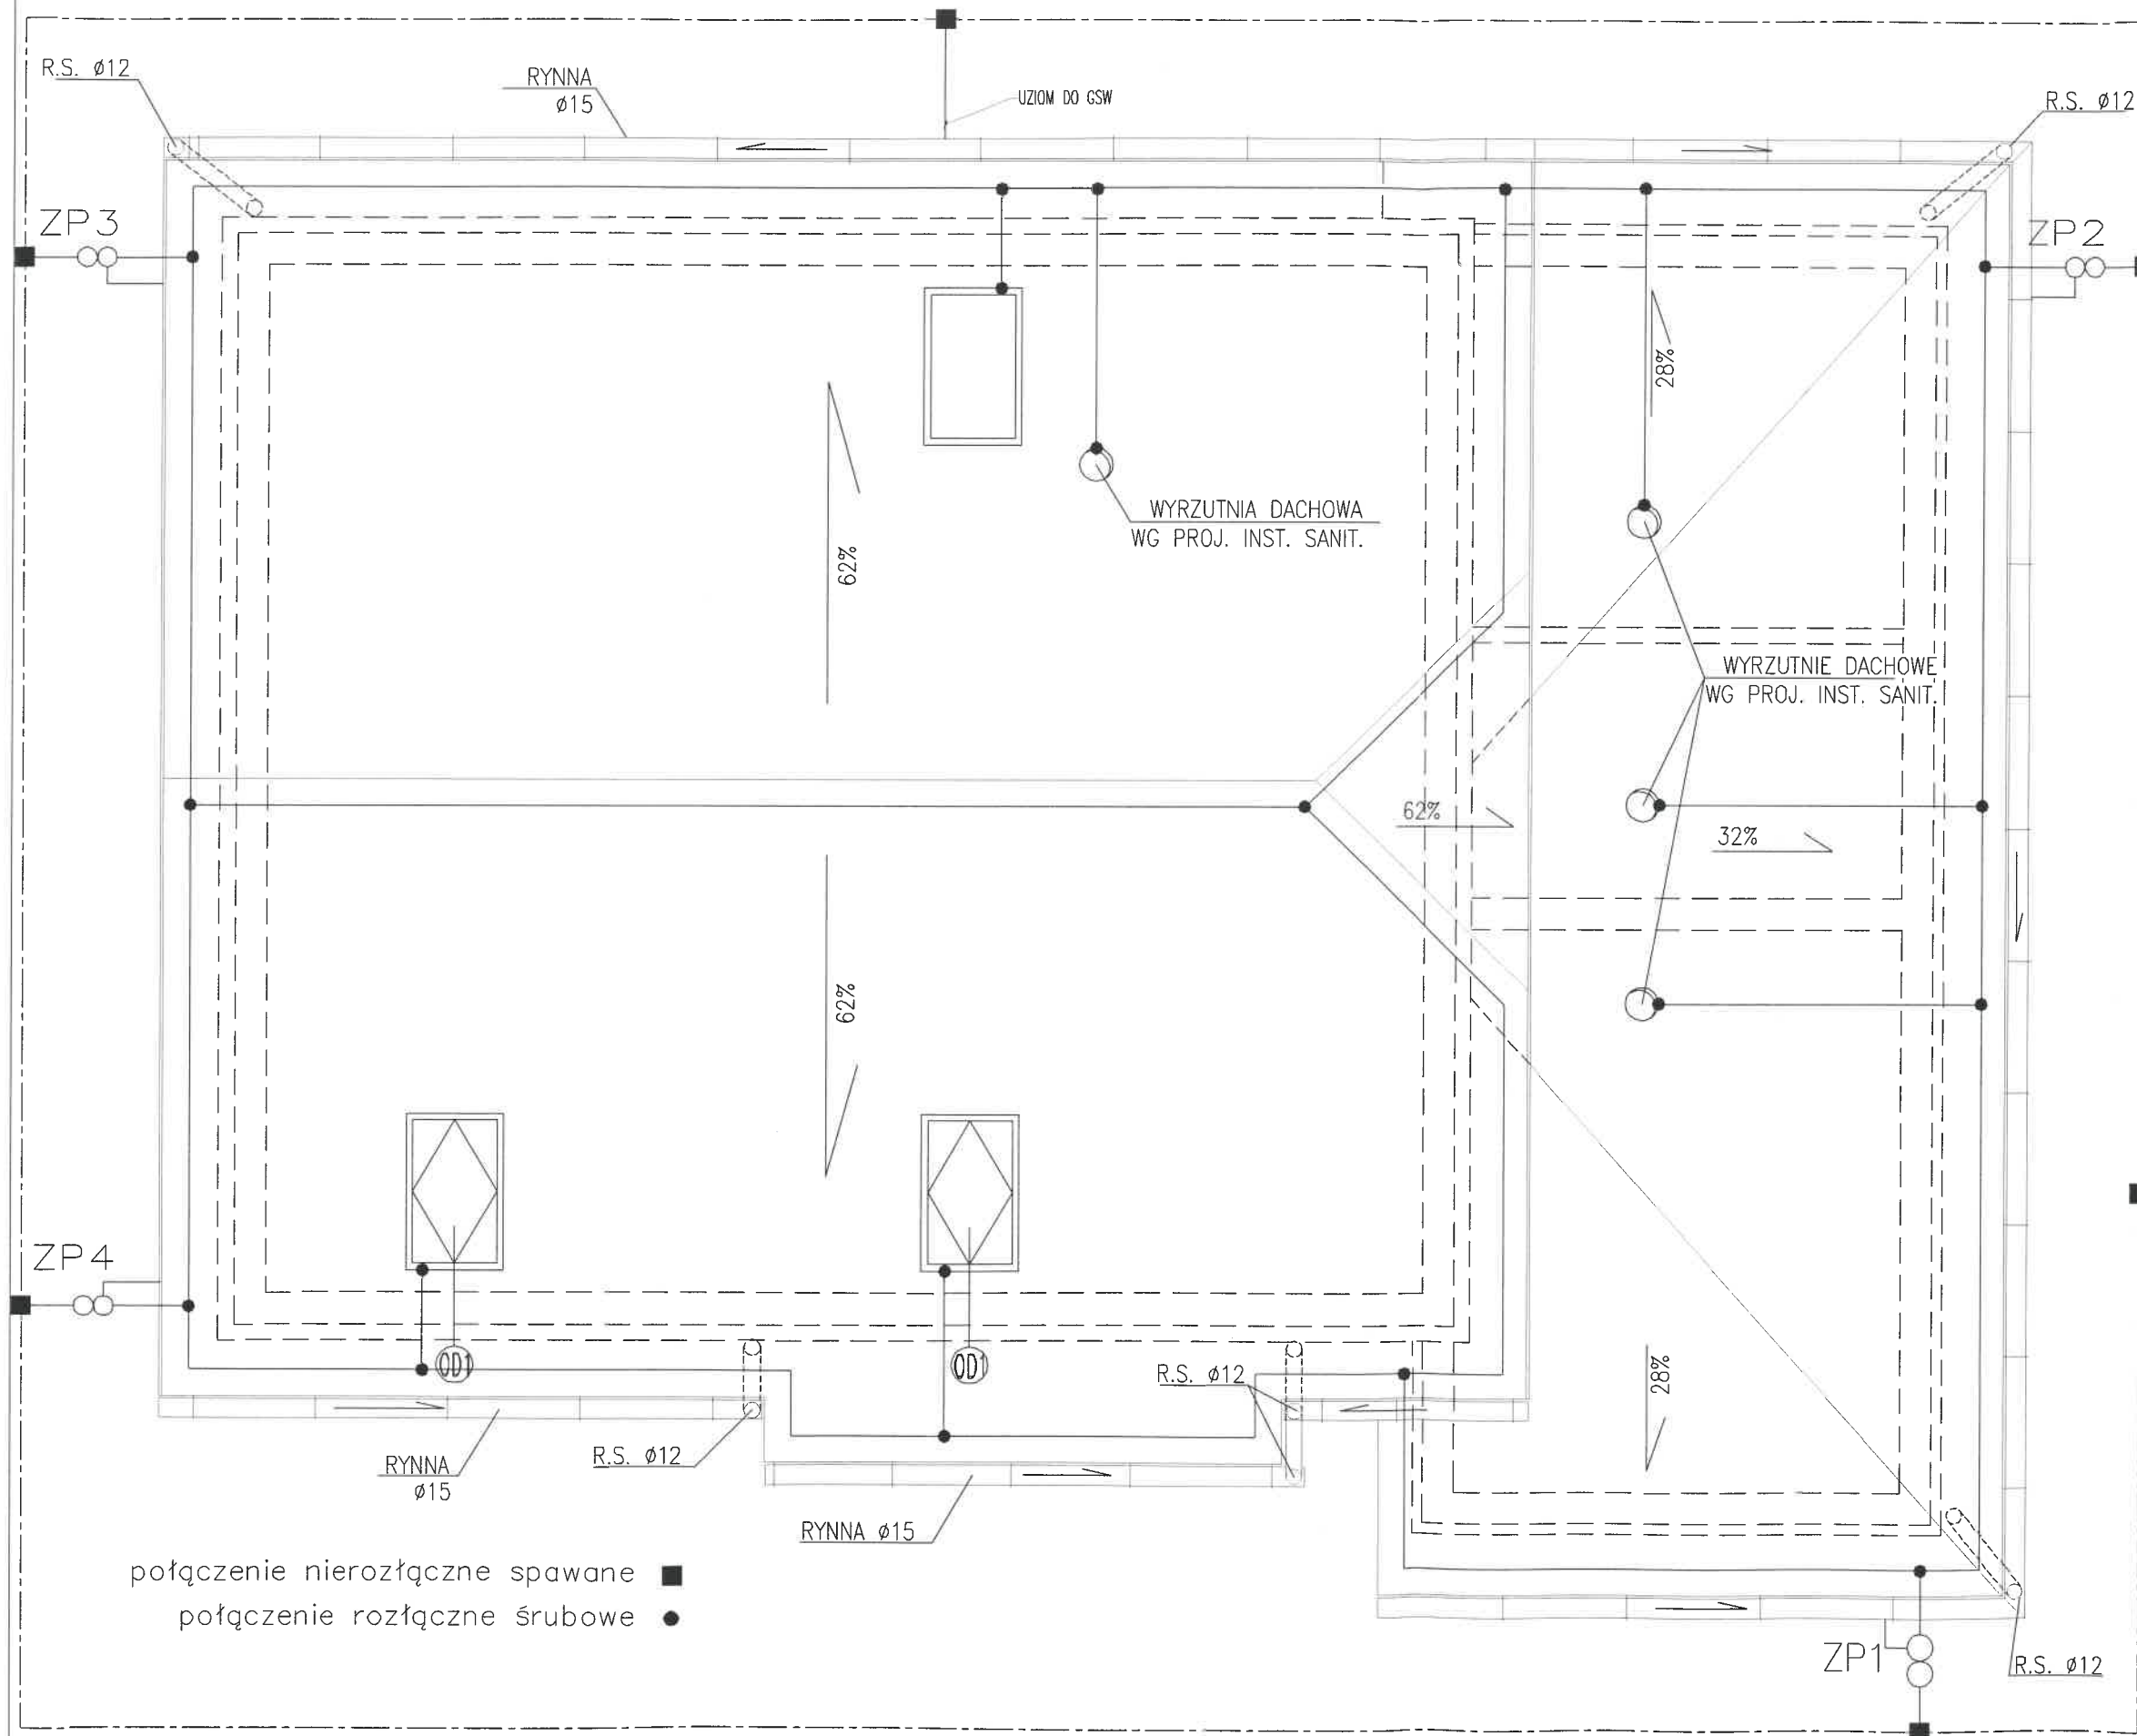 R.S. ø12
RYNNA
ø15
UZIOM DO GSW
R.S. ø12
ZP3
ZP2
28%
WYRZUTNIA DACHOWA
WG PROJ. INST. SANIT.
62%
WYRZUTNIE DACHOWE
WG PROJ. INST. SANIT.
62%
32%
62%
ZP4
OD1
OD1
R.S. ø12
28%
RYNNA
ø15
R.S. ø12
RYNNA ø15
połączenie nierozłączne spawane
połączenie rozłączne śrubowe
ZP1
R.S. ø12